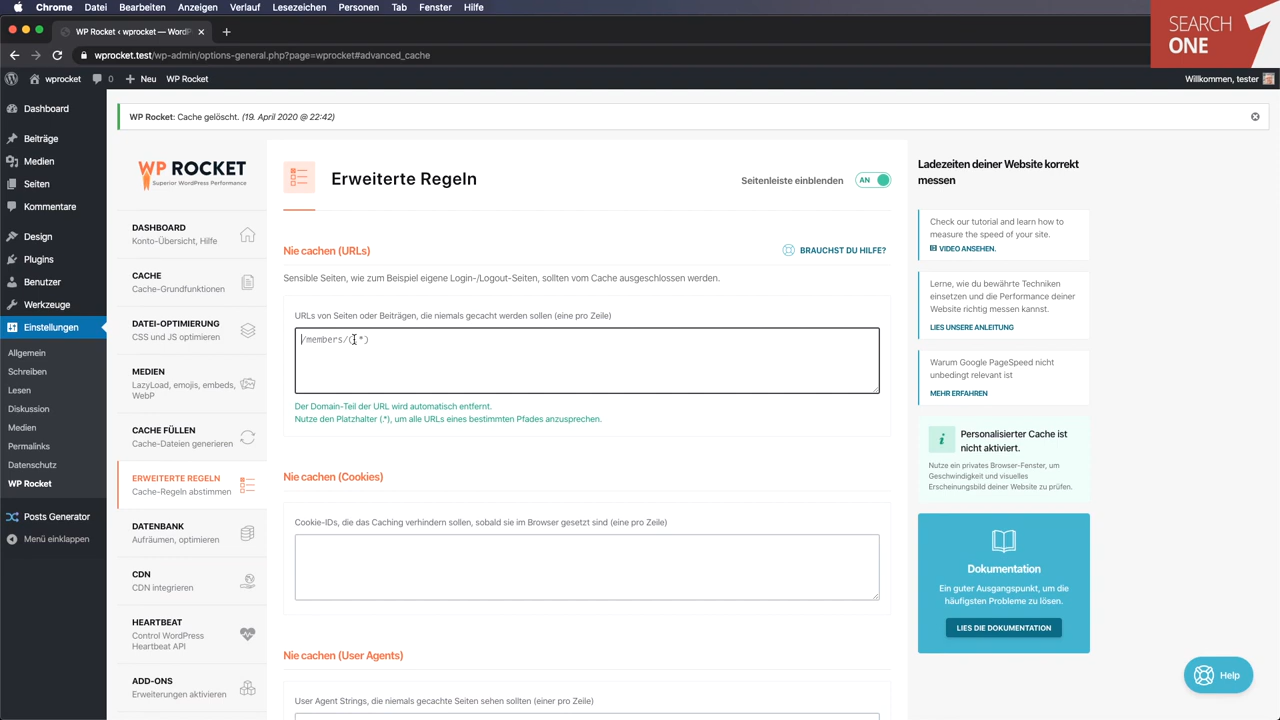 Chrome Ablage Bearbeiten Anzeigen Verlauf Lesezeichen Personen Tab Fenster Hilfe
SEARCH
ONE
WP Rocket ‹ wprocket — WordP
wprocket.test/wp-admin/options-general.php?page=wprocket#advanced_cache
wprocket 0 + Neu WP Rocket Willkommen, tester
Dashboard
Beiträge
Medien
Seiten
Kommentare
Design
Plugins
Benutzer
Werkzeuge
Einstellungen
Allgemein
Schreiben
Lesen
Diskussion
Medien
Permalinks
Datenschutz
WP Rocket
Posts Generator
Menü einklappen
WP Rocket: Cache gelöscht. (19. April 2020 @ 22:42)
WP ROCKET
Superior WordPress Performance
DASHBOARD
Konto-Übersicht, Hilfe
CACHE
Cache-Grundfunktionen
DATEI-OPTIMIERUNG
CSS und JS optimieren
MEDIEN
LazyLoad, emojis, embeds,
WebP
CACHE FÜLLEN
Cache-Dateien generieren
ERWEITERTE REGELN
Cache-Regeln abstimmen
DATENBANK
Aufräumen, optimieren
CDN
CDN integrieren
HEARTBEAT
Control WordPress
Heartbeat API
ADD-ONS
Erweiterungen aktivieren
Erweiterte Regeln
Seitenleiste einblenden AN
Nie cachen (URLs)
BRAUCHST DU HILFE?
Sensible Seiten, wie zum Beispiel eigene Login-/Logout-Seiten, sollten vom Cache ausgeschlossen werden.
URLs von Seiten oder Beiträgen, die niemals gecacht werden sollen (eine pro Zeile)
/members/(.*)
Der Domain-Teil der URL wird automatisch entfernt.
Nutze den Platzhalter (.*), um alle URLs eines bestimmten Pfades anzusprechen.
Nie cachen (Cookies)
Cookie-IDs, die das Caching verhindern sollen, sobald sie im Browser gesetzt sind (eine pro Zeile)
Nie cachen (User Agents)
User Agent Strings, die niemals gecachte Seiten sehen sollten (einer pro Zeile)
Ladezeiten deiner Website korrekt
messen
Check our tutorial and learn how to
measure the speed of your site.
VIDEO ANSEHEN.
Lerne, wie du bewährte Techniken
einsetzen und die Performance deiner
Website richtig messen kannst.
LIES UNSERE ANLEITUNG
Warum Google PageSpeed nicht
unbedingt relevant ist
MEHR ERFAHREN
Personalisierter Cache ist
nicht aktiviert.
Nutze ein privates Browser-Fenster, um
Geschwindigkeit und visuelles
Erscheinungsbild deiner Website zu prüfen.
Dokumentation
Ein guter Ausgangspunkt, um die
häufigsten Probleme zu lösen.
LIES DIE DOKUMENTATION
Help